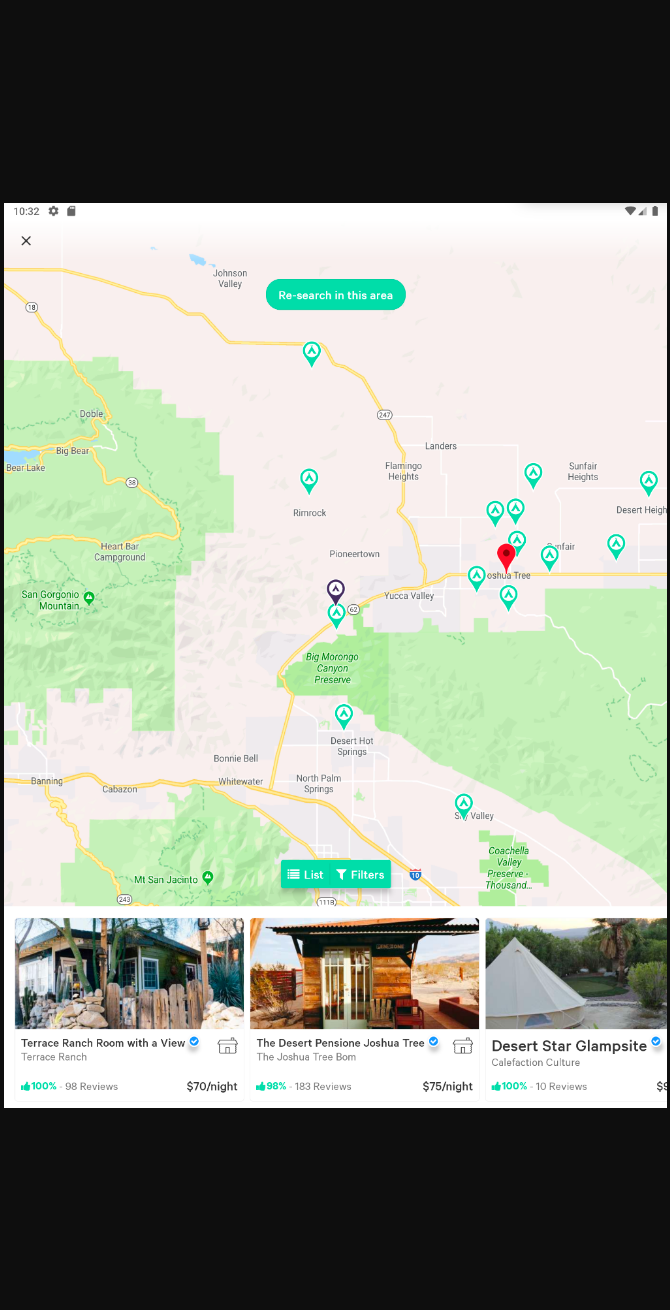 10:32
Johnson
Valley
Re-search in this area
18
247
Doble
Landers
Big Bear
Bear Lake
Flamingo
Heights
Sunfair
Heights
38
Desert Heigh
Rimrock
Heart Bar
Campground
Pioneertown
nfair
oshua Tree
San Gorgonio
Mountain
Yucca Valley
62
Big Morongo
Canyon
Preserve
Desert Hot
Springs
Bonnie Bell
Banning
Cabazon
Whitewater
North Palm
Springs
Valley
Coachella
Valley
Preserve -
Thousand...
Mt San Jacinto
List
Filters
10
243
111B
Terrace Ranch Room with a View
Terrace Ranch
100% · 98 Reviews
$70/night
The Desert Pensione Joshua Tree
The Joshua Tree Bom
98% · 183 Reviews
$75/night
Desert Star Glampsite
Calefaction Culture
100% · 10 Reviews